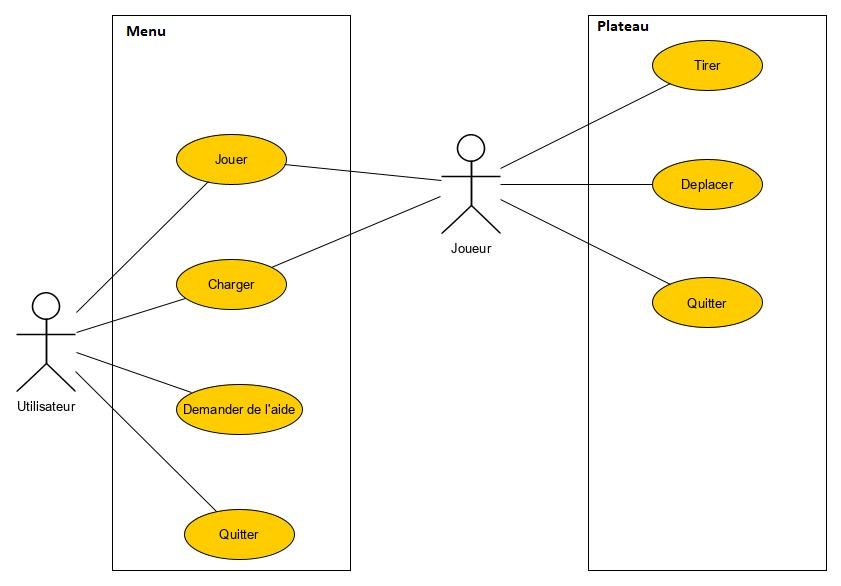 Menu
Plateau
Tirer
Jouer
Deplacer
Joueur
Charger
Quitter
Utilisateur
Demander de l'aide
Quitter